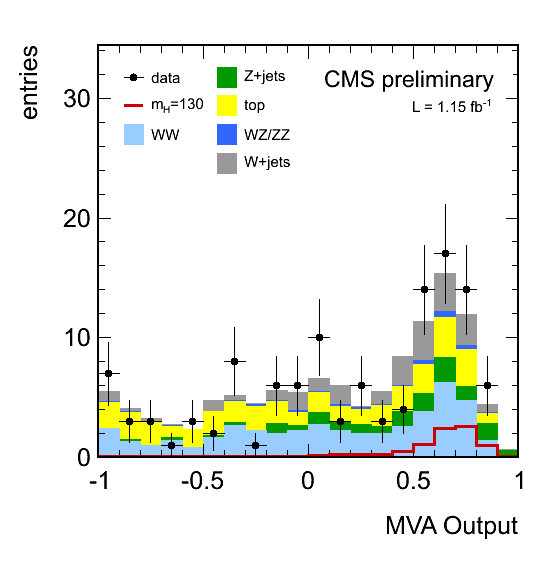 entries
30
20
10
0
-1
-0.5
0
0.5
1
MVA Output
CMS preliminary
L = 1.15 fb⁻¹
data
m_H=130
WW
Z+jets
top
WZ/ZZ
W+jets